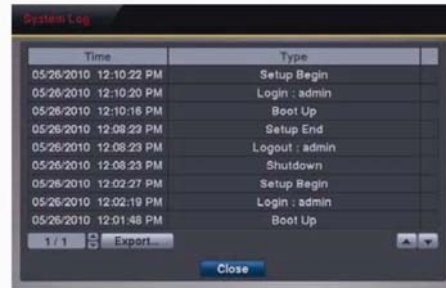 System Log
Time Type
05/26/2010 12:10:22 PM Setup Begin
05/26/2010 12:10:20 PM Login : admin
05/26/2010 12:10:16 PM Boot Up
05/26/2010 12:08:23 PM Setup End
05/26/2010 12:08:23 PM Logout : admin
05/26/2010 12:08:23 PM Shutdown
05/26/2010 12:02:27 PM Setup Begin
05/26/2010 12:02:19 PM Login : admin
05/26/2010 12:01:48 PM Boot Up
1 / 1 Export...
Close